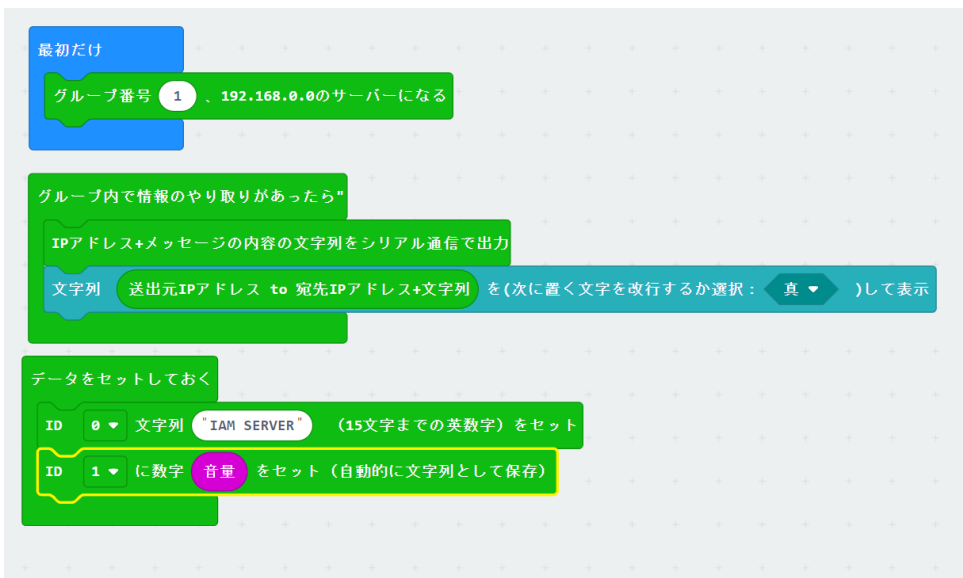 最初だけ
グループ番号 1 、192.168.0.0のサーバーになる
グループ内で情報のやり取りがあったら"
IPアドレス+メッセージの内容の文字列をシリアル通信で出力
文字列 送出元IPアドレス to 宛先IPアドレス+文字列 を(次に置く文字を改行するか選択： 真 )して表示
データをセットしておく
ID 0 文字列 "IAM SERVER" （15文字までの英数字）をセット
ID 1 に数字 音量 をセット（自動的に文字列として保存）